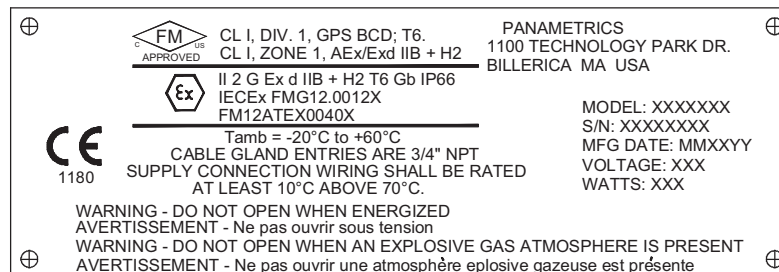 FM
C US
APPROVED
CL I, DIV. 1, GPS BCD; T6.
CL I, ZONE 1, AEx/Exd IIB + H2
PANAMETRICS
1100 TECHNOLOGY PARK DR.
BILLERICA MA USA
Ex
II 2 G Ex d IIB + H2 T6 Gb IP66
IECEx FMG12.0012X
FM12ATEX0040X
CE
1180
Tamb = -20°C to +60°C
CABLE GLAND ENTRIES ARE 3/4" NPT
SUPPLY CONNECTION WIRING SHALL BE RATED
AT LEAST 10°C ABOVE 70°C.
MODEL: XXXXXXX
S/N: XXXXXXXX
MFG DATE: MMXXYY
VOLTAGE: XXX
WATTS: XXX
WARNING - DO NOT OPEN WHEN ENERGIZED
AVERTISSEMENT - Ne pas ouvrir sous tension
WARNING - DO NOT OPEN WHEN AN EXPLOSIVE GAS ATMOSPHERE IS PRESENT
AVERTISSEMENT - Ne pas ouvrir une atmosphère eplosive gazeuse est présente